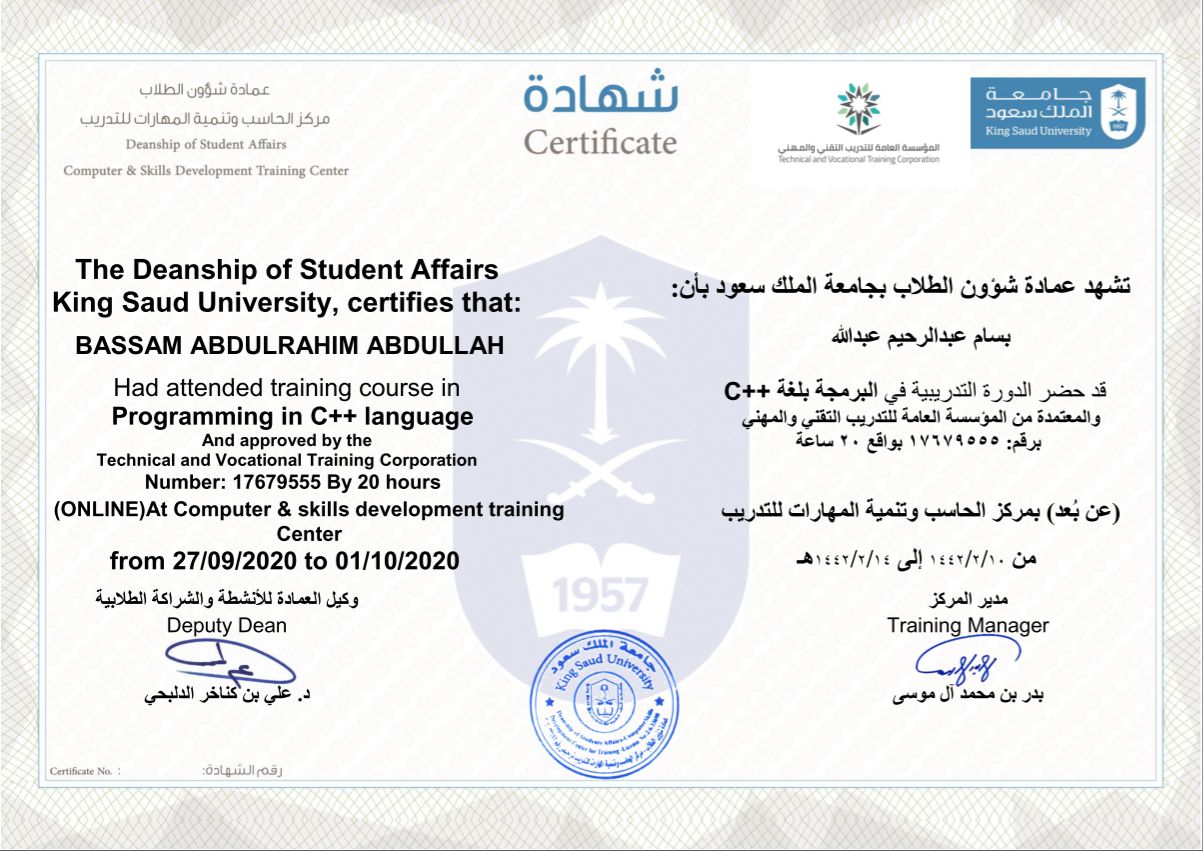 عمادة شؤون الطلاب
مركز الحاسب وتنمية المهارات للتدريب
Deanship of Student Affairs
Computer & Skills Development Training Center
شهادة
Certificate
المؤسسة العامة للتدريب التقني والمهني
Technical and Vocational Training Corporation
جامعة
الملك سعود
King Saud University
1957
The Deanship of Student Affairs
King Saud University, certifies that:
BASSAM ABDULRAHIM ABDULLAH
Had attended training course in
Programming in C++ language
And approved by the
Technical and Vocational Training Corporation
Number: 17679555 By 20 hours
(ONLINE)At Computer & skills development training
Center
from 27/09/2020 to 01/10/2020
وكيل العمادة للأنشطة والشراكة الطلابية
Deputy Dean
د. علي بن كناخر الدلبحي
تشهد عمادة شؤون الطلاب بجامعة الملك سعود بأن:
بسام عبدالرحيم عبدالله
قد حضر الدورة التدريبية في البرمجة بلغة C++
والمعتمدة من المؤسسة العامة للتدريب التقني والمهني
برقم: ١٧٦٧٩٥٥٥ بواقع ٢٠ ساعة
(عن بُعد) بمركز الحاسب وتنمية المهارات للتدريب
من ١٤٤٢/٢/١٠ إلى ١٤٤٢/٢/١٤هـ
مدير المركز
Training Manager
بدر بن محمد آل موسى
1957
جامعة الملك سعود
King Saud University
Certificate No. :
رقم الشهادة: